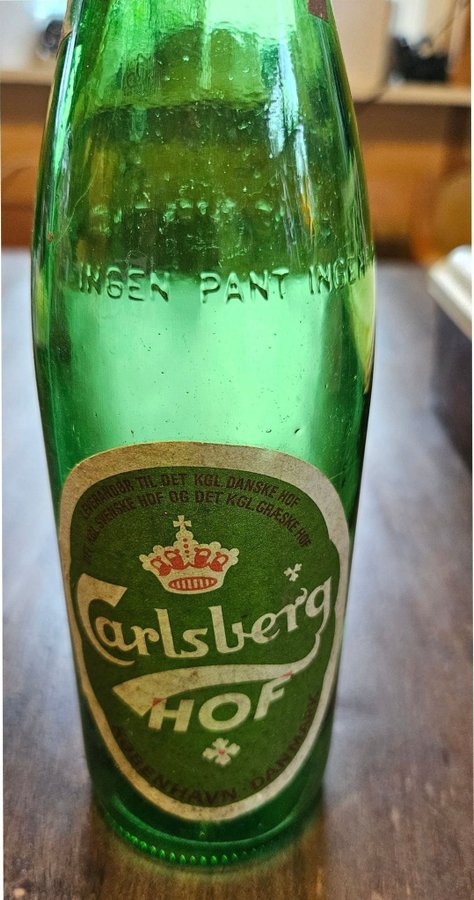 INGEN PANT INGEN
LEVERANDØR TIL DET KGL. DANSKE HOF
DET KGL. SVENSKE HOF OG DET KGL. GRÆSKE HOF
Carlsberg
HOF
KØBENHAVN DANMARK